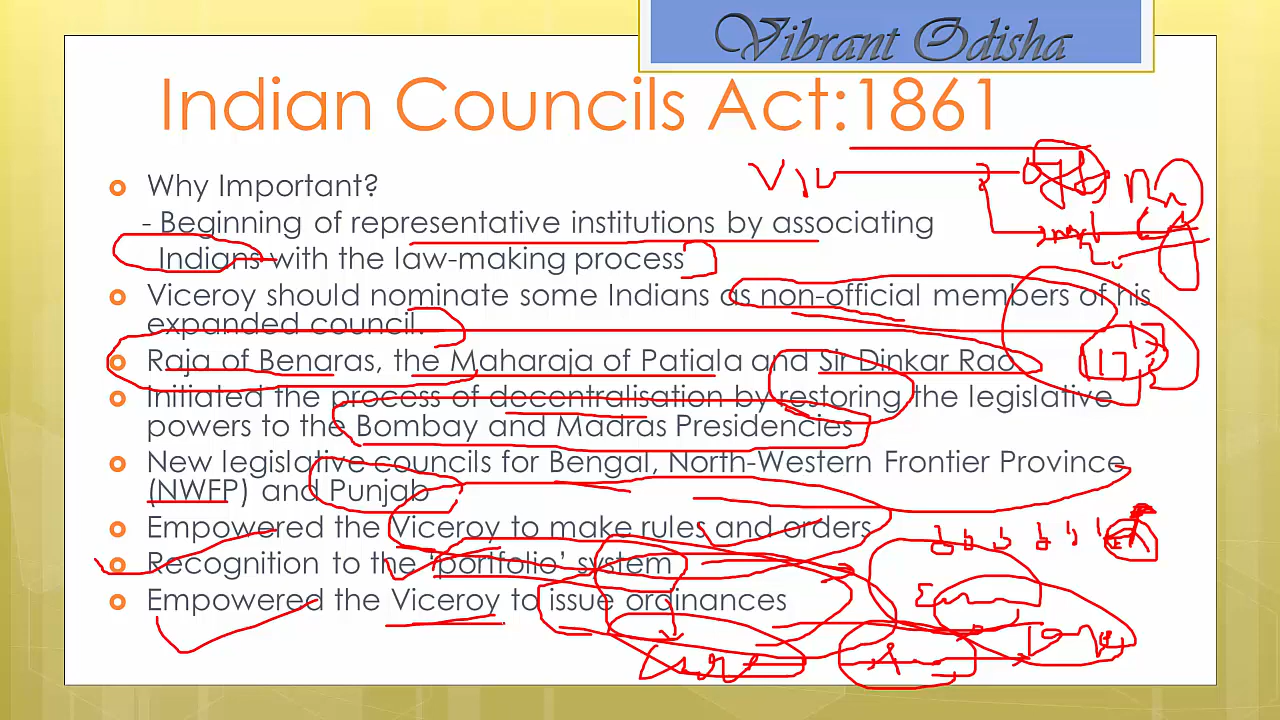 Vibrant Odisha
Indian Councils Act:1861
Why Important?
- Beginning of representative institutions by associating
Indians with the law-making process
Viceroy should nominate some Indians as non-official members of his
expanded council.
Raja of Benaras, the Maharaja of Patiala and Sir Dinkar Rao
Initiated the process of decentralisation by restoring the legislative
powers to the Bombay and Madras Presidencies
New legislative councils for Bengal, North-Western Frontier Province
(NWFP) and Punjab
Empowered the Viceroy to make rules and orders
Recognition to the 'portfolio' system
Empowered the Viceroy to issue ordinances